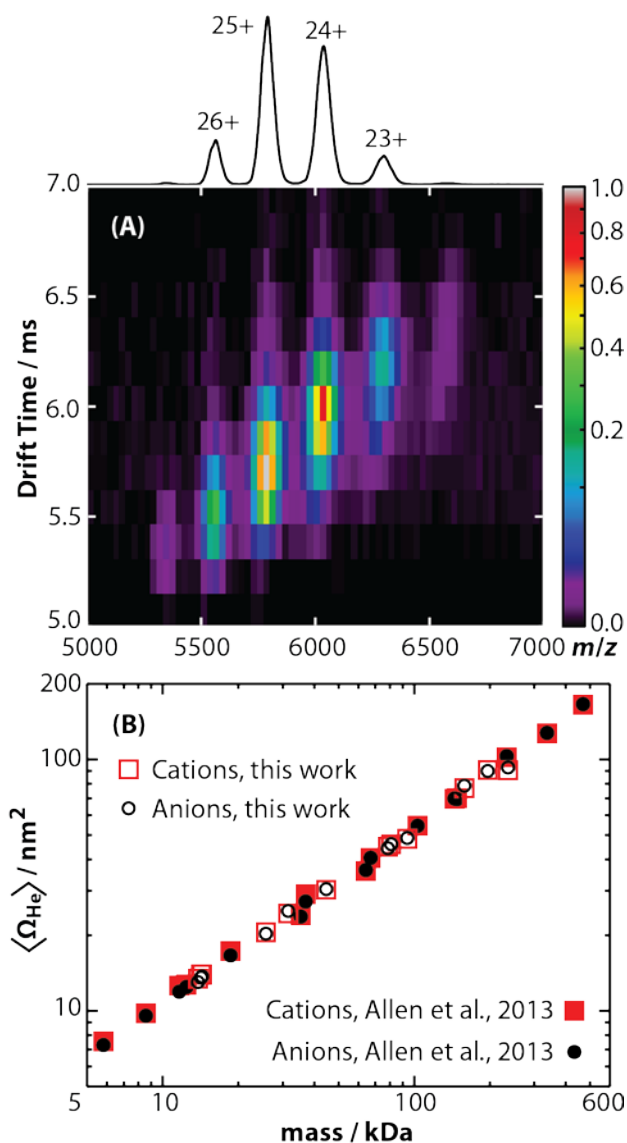 25+
24+
26+
23+
7.0
(A)
1.0
0.8
6.5
0.6
0.4
Drift Time / ms
6.0
0.2
5.5
5.0
0.0
5000
5500
6000
6500
7000
m/z
200
(B)
100
Cations, this work
Anions, this work
⟨Ω_He⟩ / nm²
10
Cations, Allen et al., 2013
Anions, Allen et al., 2013
5
10
100
600
mass / kDa